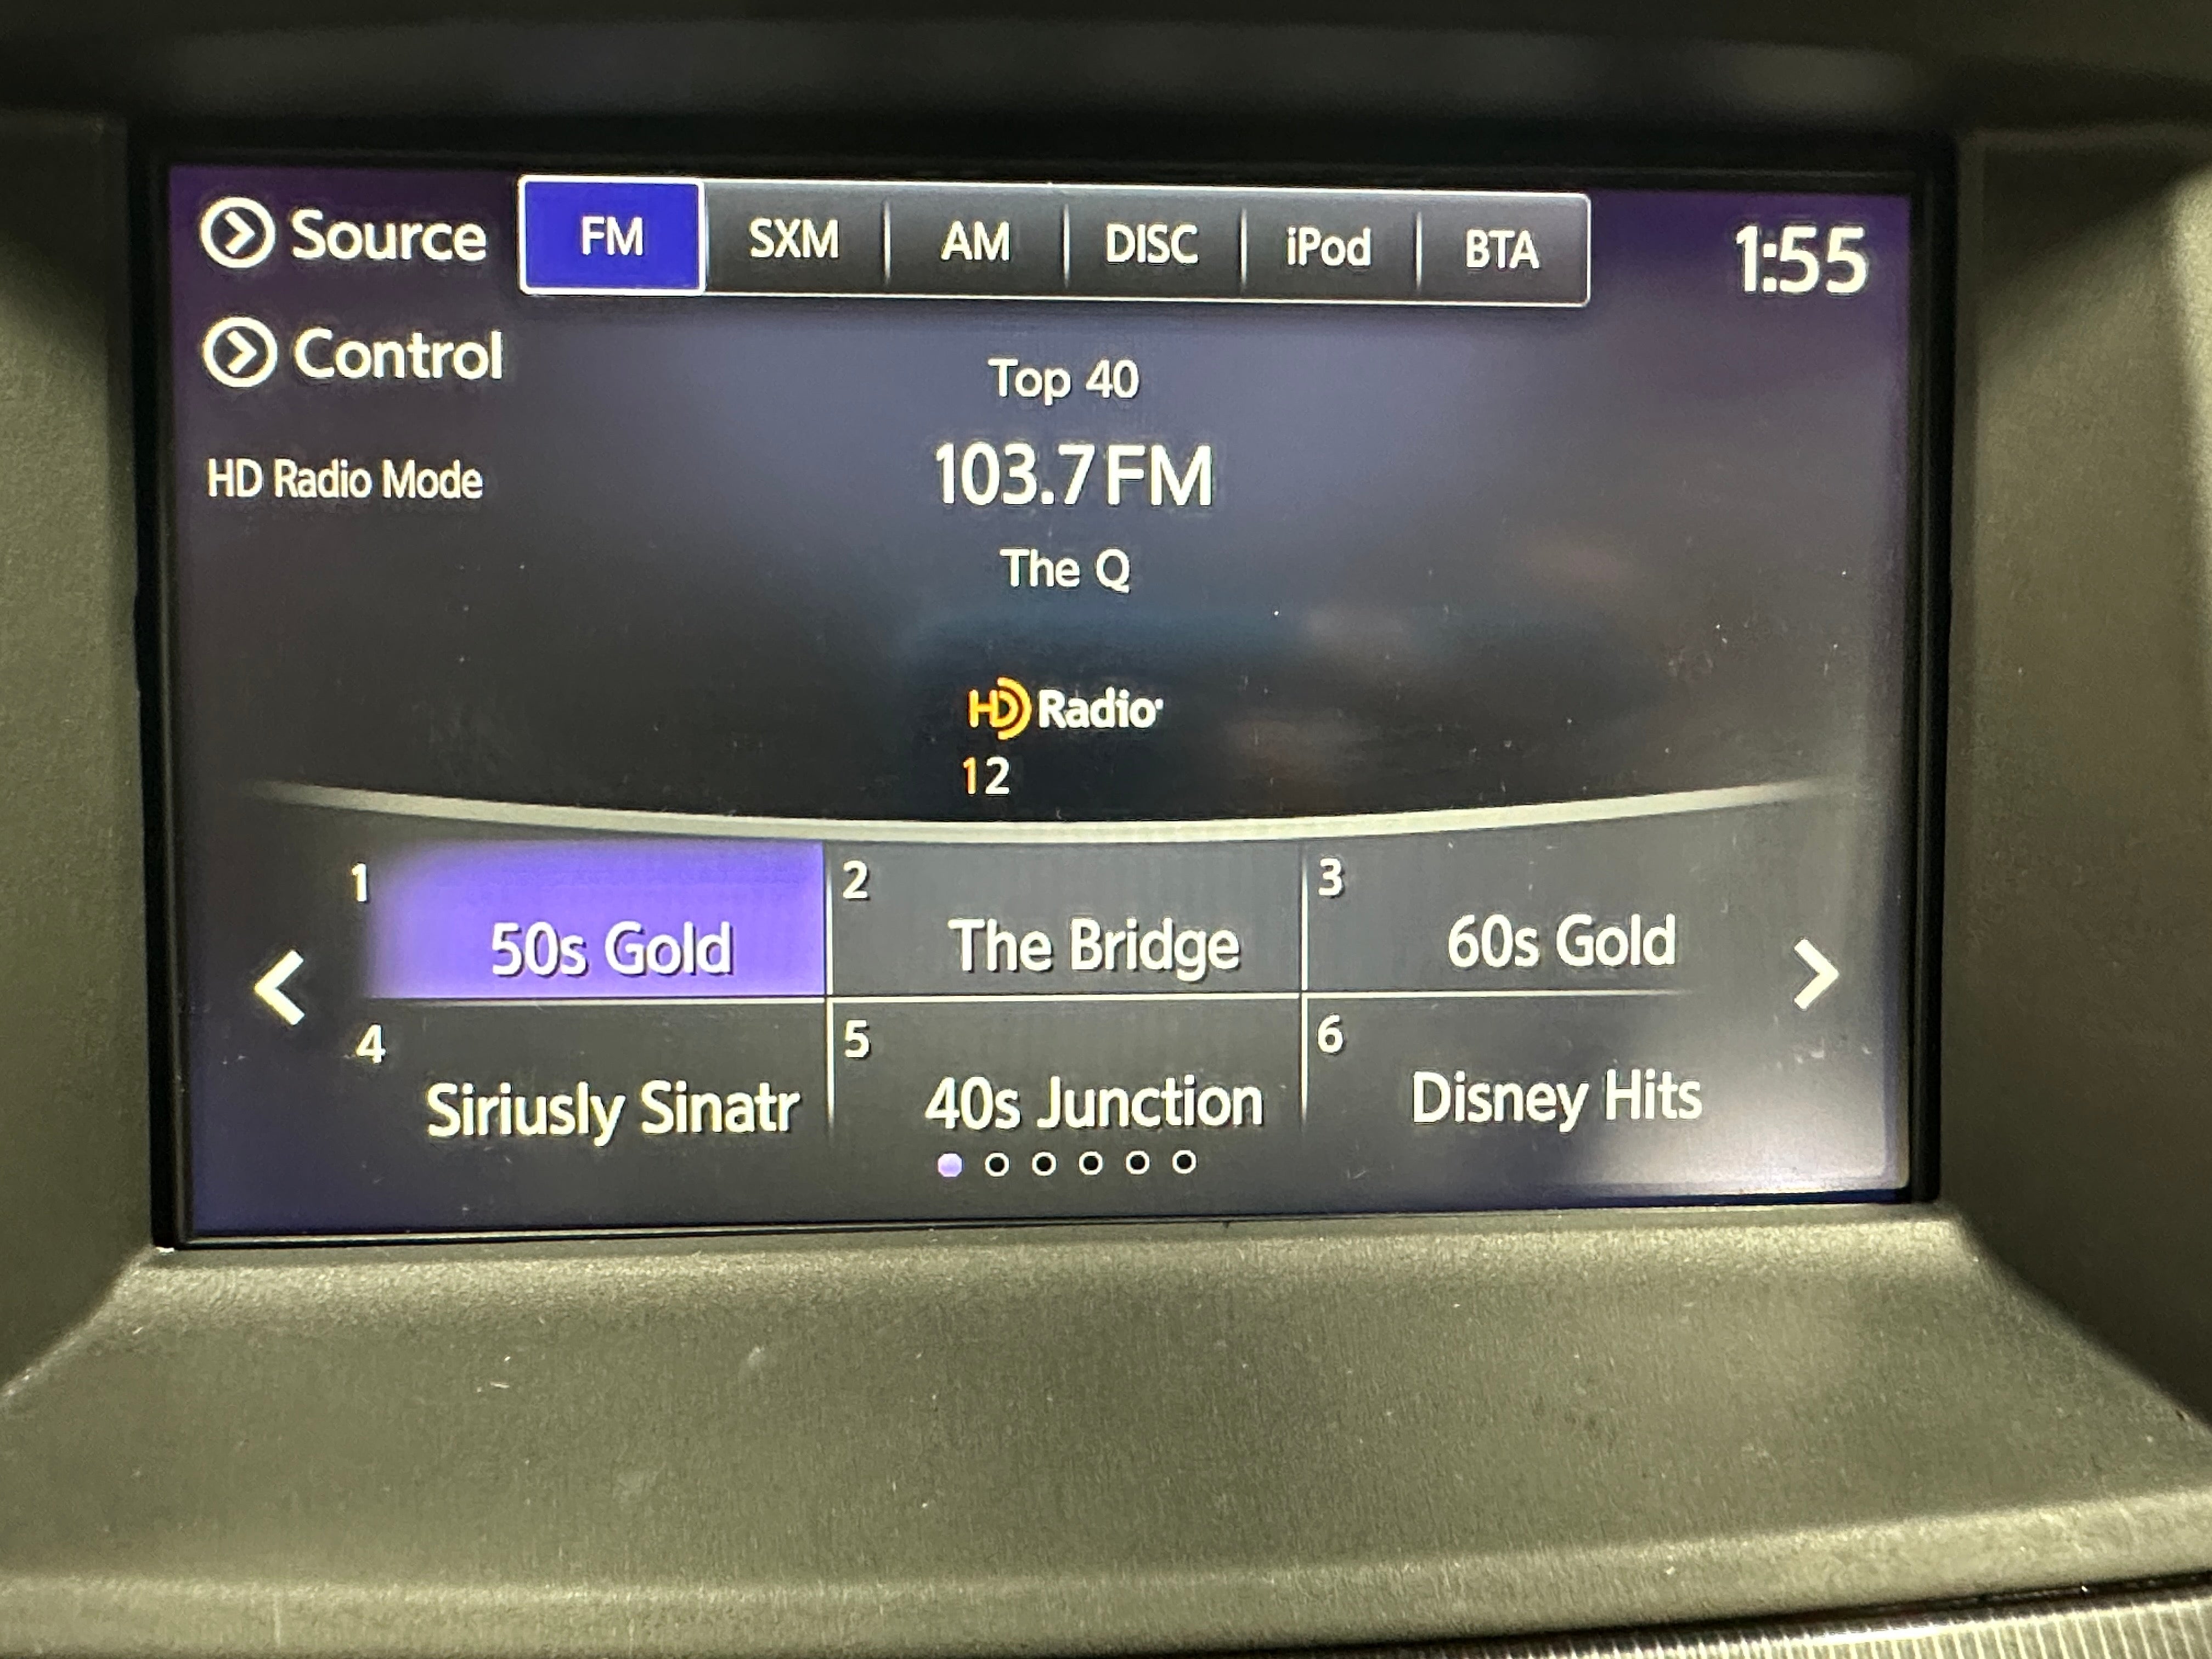 Source FM SXM AM DISC iPod BTA 1:55
Control
Top 40
HD Radio Mode 103.7 FM
The Q
HD Radio
12
1 2 3
50s Gold The Bridge 60s Gold
4 5 6
Siriusly Sinatr 40s Junction Disney Hits